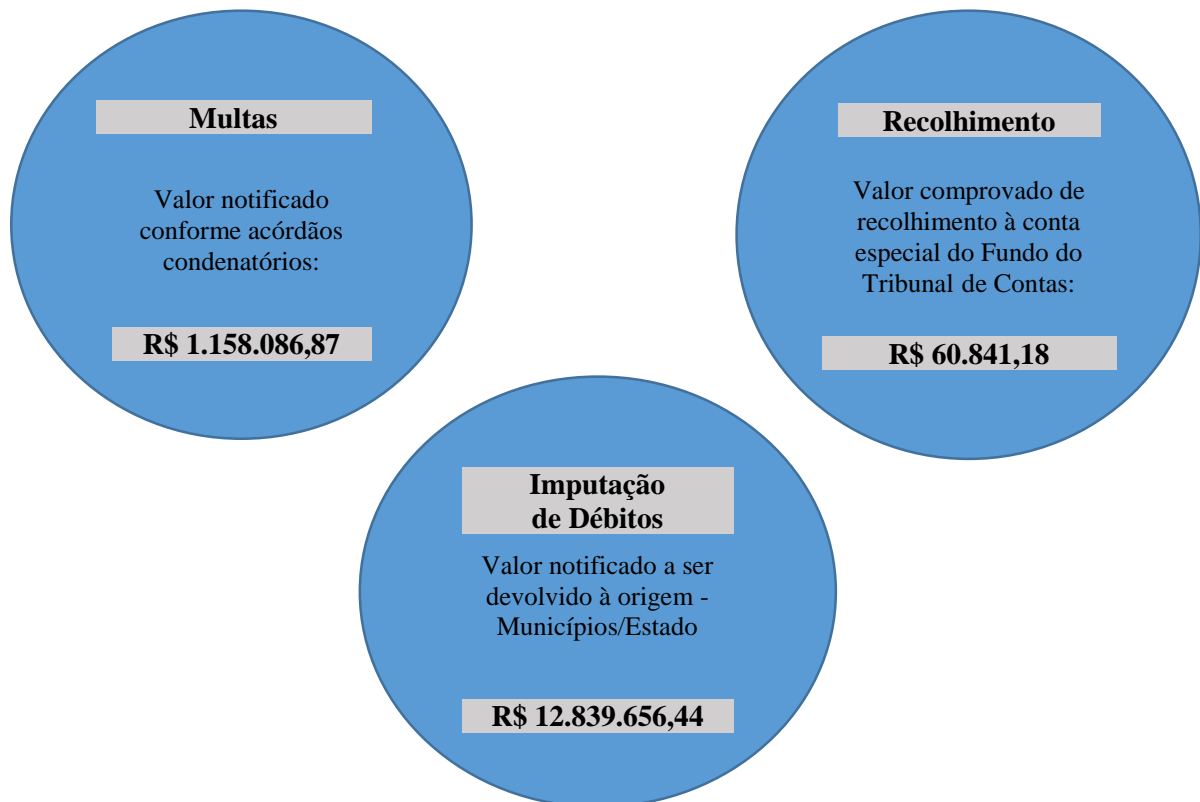 Multas
Valor notificado
conforme acórdãos
condenatórios:
R$ 1.158.086,87
Recolhimento
Valor comprovado de
recolhimento à conta
especial do Fundo do
Tribunal de Contas:
R$ 60.841,18
Imputação
de Débitos
Valor notificado a ser
devolvido à origem -
Municípios/Estado
R$ 12.839.656,44